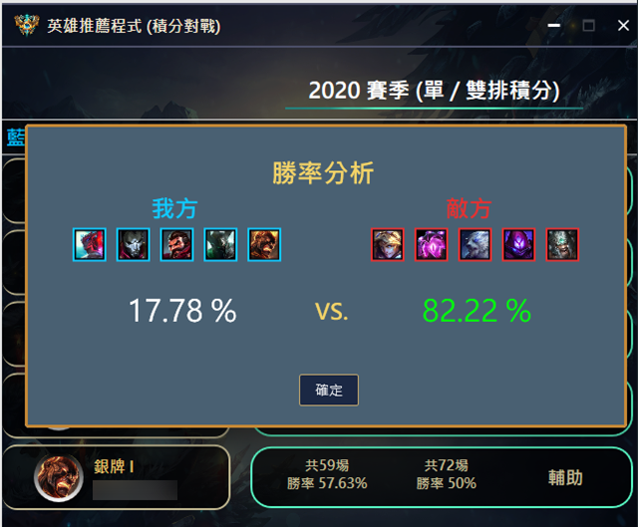 英雄推薦程式 (積分對戰)
2020 賽季 (單 / 雙排積分)
藍
勝率分析
我方
敵方
17.78 %
vs.
82.22 %
確定
銀牌 I
共59場
勝率 57.63%
共72場
勝率 50%
輔助